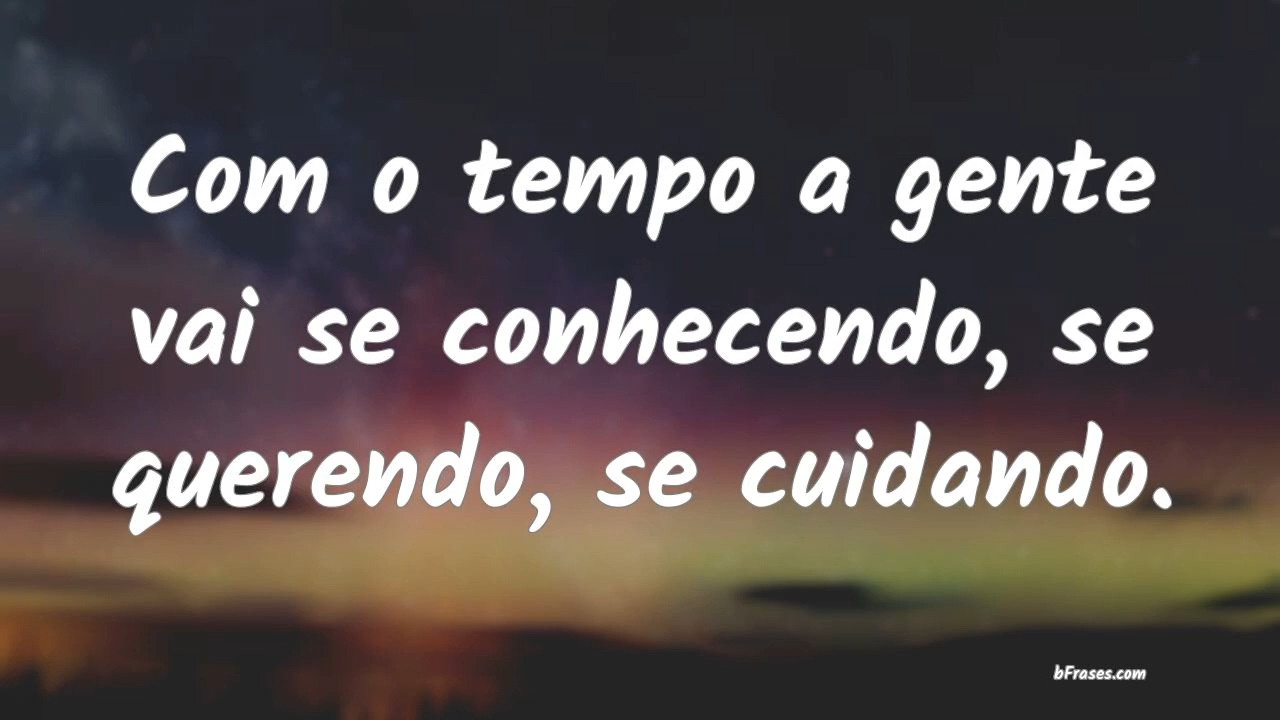 Com o tempo a gente
vai se conhecendo, se
querendo, se cuidando.
bFrases.com